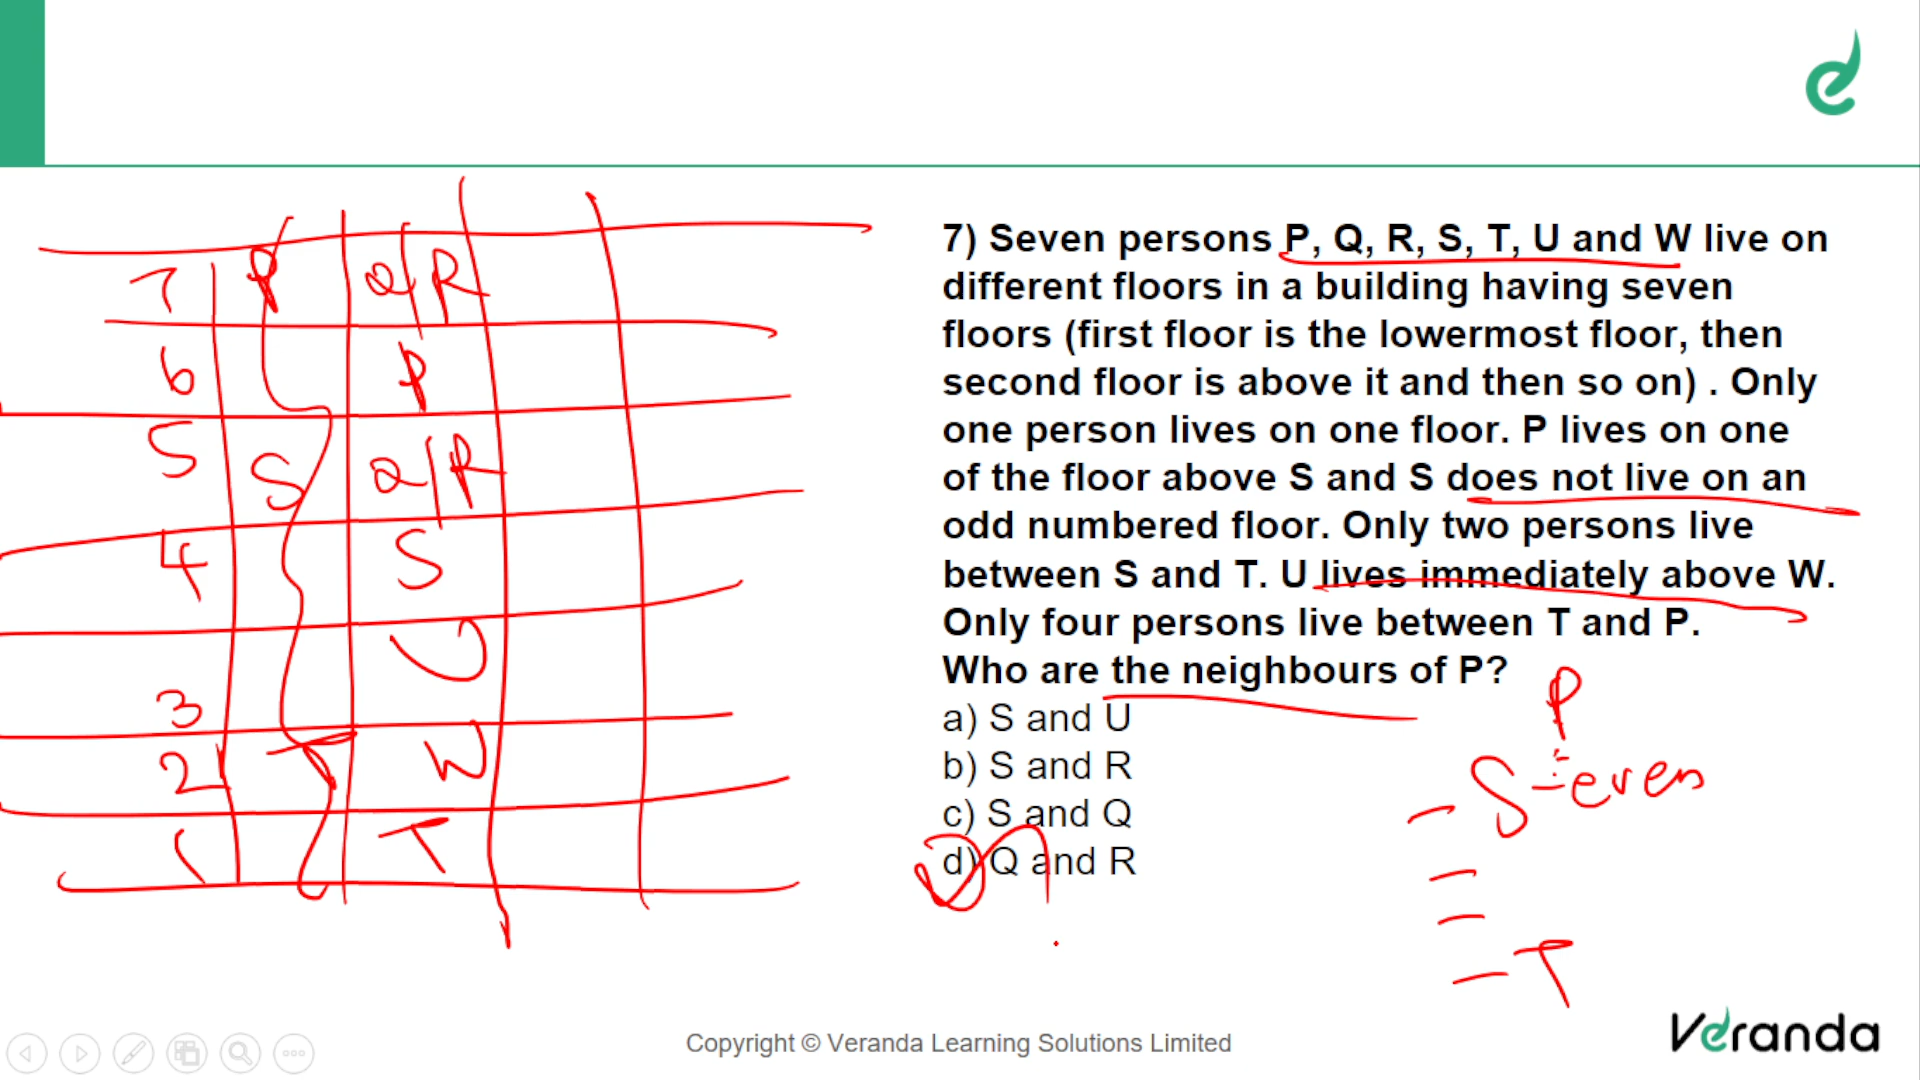 7) Seven persons P, Q, R, S, T, U and W live on
different floors in a building having seven
floors (first floor is the lowermost floor, then
second floor is above it and then so on) . Only
one person lives on one floor. P lives on one
of the floor above S and S does not live on an
odd numbered floor. Only two persons live
between S and T. U lives immediately above W.
Only four persons live between T and P.
Who are the neighbours of P?
a) S and U
b) S and R
c) S and Q
d) Q and R
7 P Q/R
6 P
5 S Q/R
4 S
3 U
2 T W
1 T
P
S - even
T
Copyright © Veranda Learning Solutions Limited
Veranda